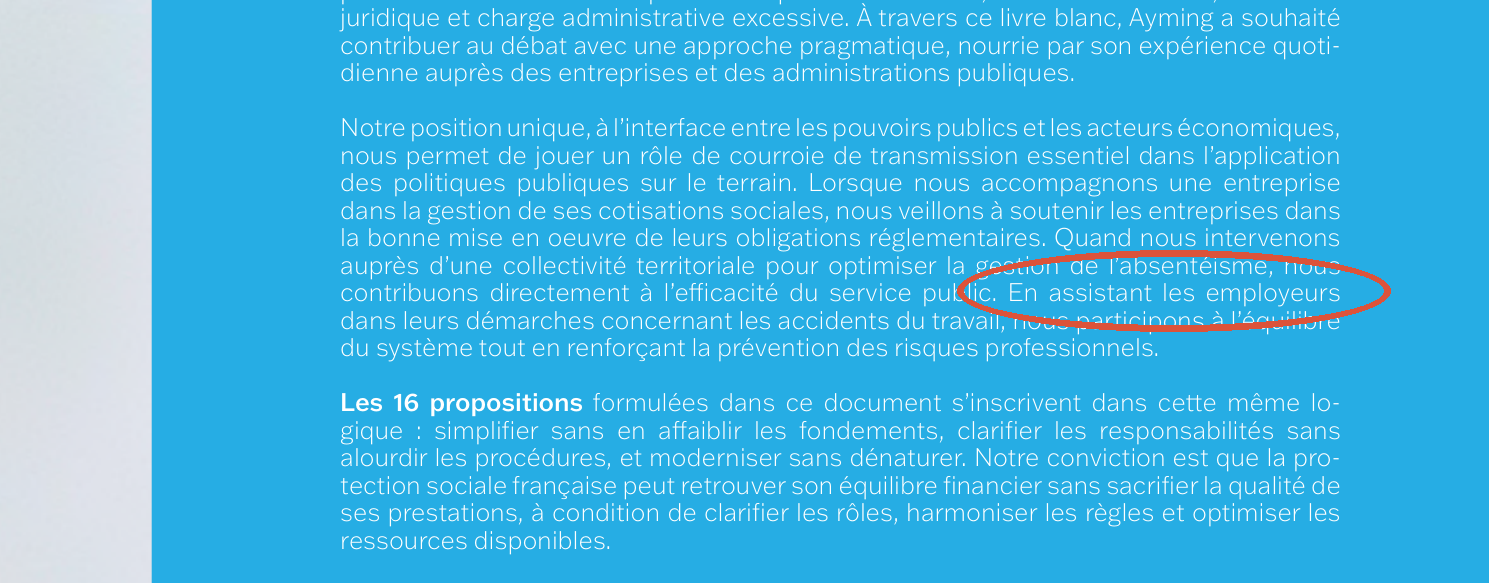 juridique et charge administrative excessive. À travers ce livre blanc, Ayming a souhaité
contribuer au débat avec une approche pragmatique, nourrie par son expérience quoti-
dienne auprès des entreprises et des administrations publiques.
Notre position unique, à l'interface entre les pouvoirs publics et les acteurs économiques,
nous permet de jouer un rôle de courroie de transmission essentiel dans l'application
des politiques publiques sur le terrain. Lorsque nous accompagnons une entreprise
dans la gestion de ses cotisations sociales, nous veillons à soutenir les entreprises dans
la bonne mise en oeuvre de leurs obligations réglementaires. Quand nous intervenons
auprès d'une collectivité territoriale pour optimiser la gestion de l'absentéisme, nous
contribuons directement à l'efficacité du service public. En assistant les employeurs
dans leurs démarches concernant les accidents du travail, nous participons à l'équilibre
du système tout en renforçant la prévention des risques professionnels.
Les 16 propositions formulées dans ce document s'inscrivent dans cette même lo-
gique : simplifier sans en affaiblir les fondements, clarifier les responsabilités sans
alourdir les procédures, et moderniser sans dénaturer. Notre conviction est que la pro-
tection sociale française peut retrouver son équilibre financier sans sacrifier la qualité de
ses prestations, à condition de clarifier les rôles, harmoniser les règles et optimiser les
ressources disponibles.